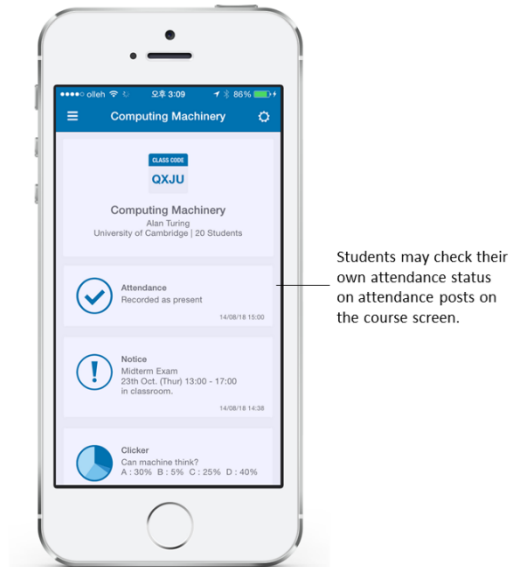 olleh 오후 3:09 86%
Computing Machinery
CLASS CODE
QXJU
Computing Machinery
Alan Turing
University of Cambridge | 20 Students
Attendance
Recorded as present
14/08/18 15:00
Notice
Midterm Exam
23th Oct. (Thur) 13:00 - 17:00
in classroom.
14/08/18 14:38
Clicker
Can machine think?
A : 30% B : 5% C : 25% D : 40%
Students may check their
own attendance status
on attendance posts on
the course screen.